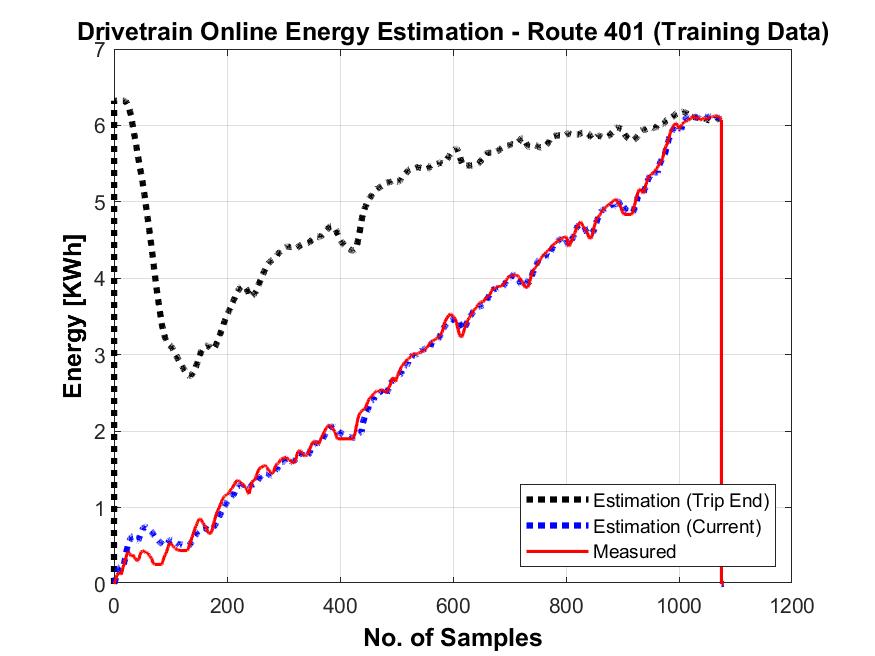 Drivetrain Online Energy Estimation - Route 401 (Training Data)
7
6
5
4
3
2
1
0
Energy [KWh]
Estimation (Trip End)
Estimation (Current)
Measured
0 200 400 600 800 1000 1200
No. of Samples